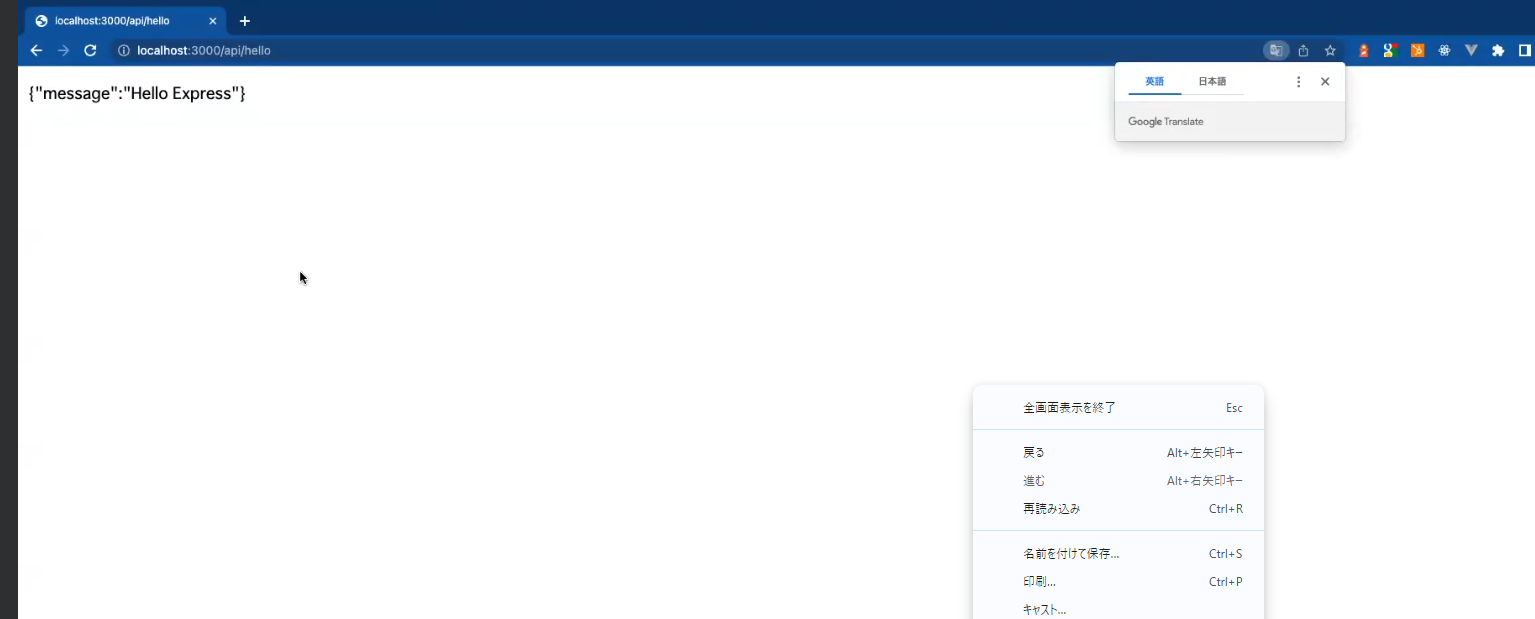 localhost:3000/api/hello
localhost:3000/api/hello
{"message":"Hello Express"}
英語 日本語
Google Translate
全画面表示を終了 Esc
戻る Alt+左矢印キー
進む Alt+右矢印キー
再読み込み Ctrl+R
名前を付けて保存... Ctrl+S
印刷... Ctrl+P
キャスト...